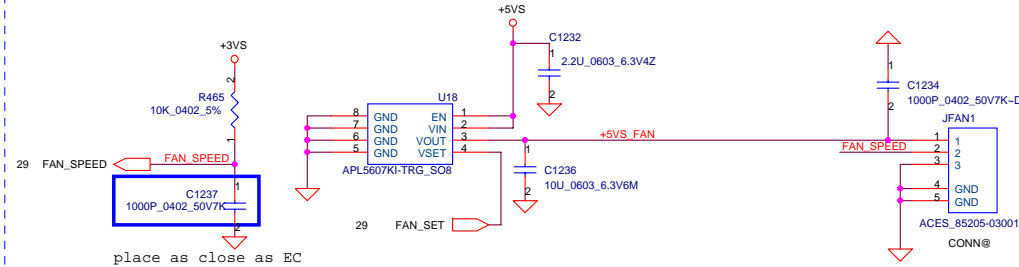 +5VS
+3VS
C1232
1
2.2U_0603_6.3V4Z
2
2
R465
10K_0402_5%
1
U18
8 GND EN 1
7 GND VIN 2
6 GND VOUT 3
5 GND VSET 4
APL5607KI-TRG_SO8
+5VS_FAN
1
C1234
1000P_0402_50V7K~D
2
JFAN1
1 1
FAN_SPEED 2 2
3 3
4 GND
5 GND
ACES_85205-03001
CONN@
29 FAN_SPEED FAN_SPEED
1
C1236
10U_0603_6.3V6M
2
C1237 1
1000P_0402_50V7K
2
29 FAN_SET
place as close as EC